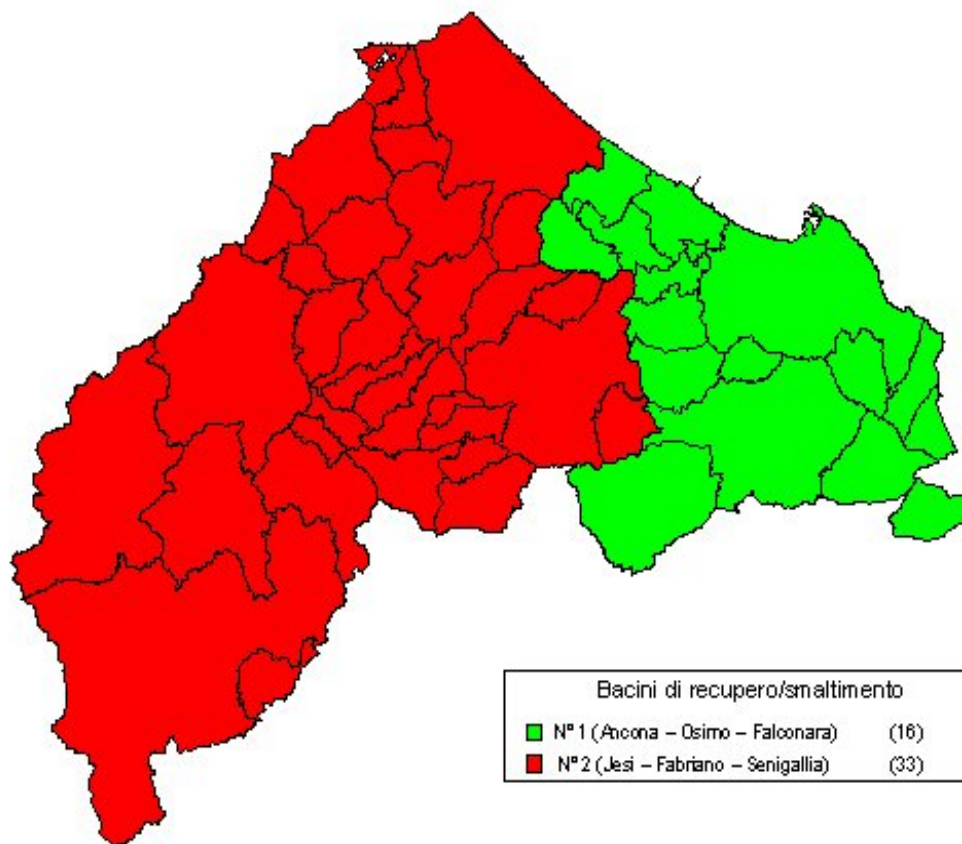 Bacini di recupero/smaltimento
N° 1 (Ancona – Osimo – Falconara) (16)
N° 2 (Jesi – Fabriano – Senigallia) (33)